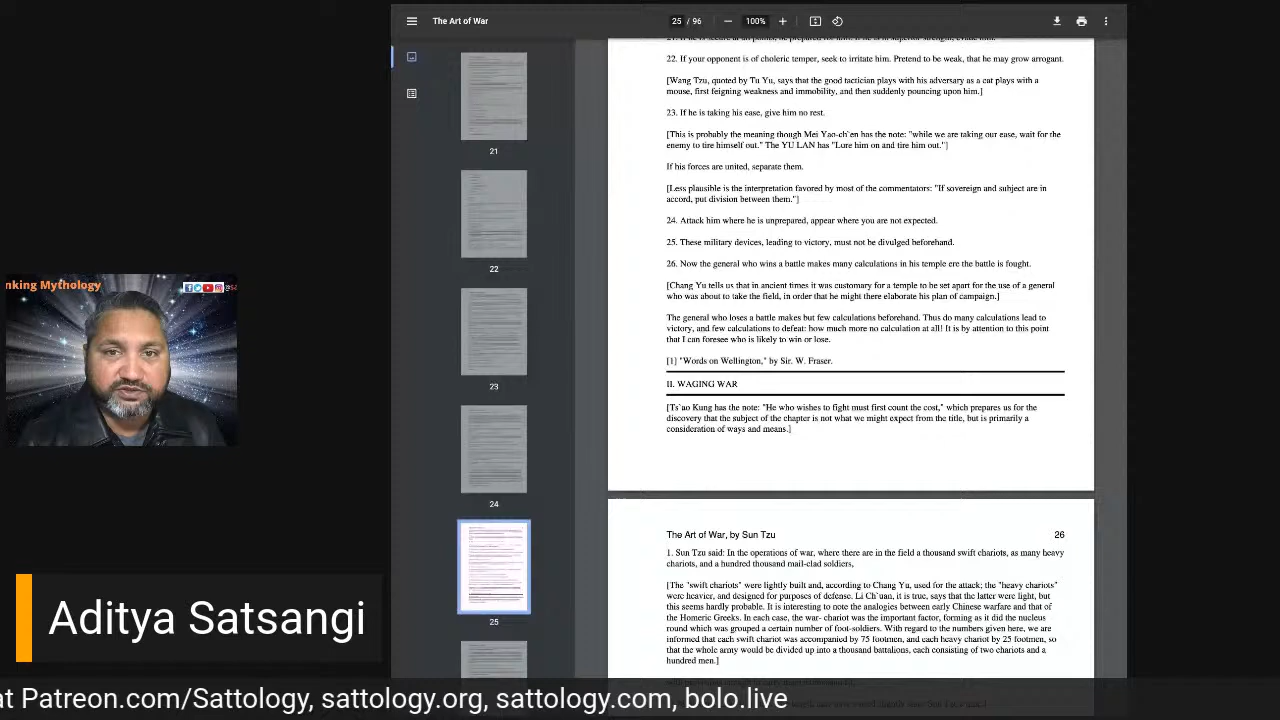 The Art of War
25 / 96
100%
21
22
23
24
25
22. If your opponent is of choleric temper, seek to irritate him. Pretend to be weak, that he may grow arrogant.
[Wang Tzu, quoted by Tu Yu, says that the good tactician plays with his adversary as a cat plays with a
mouse, first feigning weakness and immobility, and then suddenly pouncing upon him.]
23. If he is taking his ease, give him no rest.
[This is probably the meaning though Mei Yao-ch`en has the note: "while we are taking our ease, wait for the
enemy to tire himself out." The YU LAN has "Lure him on and tire him out."]
If his forces are united, separate them.
[Less plausible is the interpretation favored by most of the commentators: "If sovereign and subject are in
accord, put division between them."]
24. Attack him where he is unprepared, appear where you are not expected.
25. These military devices, leading to victory, must not be divulged beforehand.
26. Now the general who wins a battle makes many calculations in his temple ere the battle is fought.
[Chang Yu tells us that in ancient times it was customary for a temple to be set apart for the use of a general
who was about to take the field, in order that he might there elaborate his plan of campaign.]
The general who loses a battle makes but few calculations beforehand. Thus do many calculations lead to
victory, and few calculations to defeat: how much more no calculation at all! It is by attention to this point
that I can foresee who is likely to win or lose.
[1] "Words on Wellington," by Sir. W. Fraser.
II. WAGING WAR
[Ts`ao Kung has the note: "He who wishes to fight must first count the cost," which prepares us for the
discovery that the subject of the chapter is not what we might expect from the title, but is primarily a
consideration of ways and means.]
The Art of War, by Sun Tzu 26
1. Sun Tzu said: In the operations of war, where there are in the field a thousand swift chariots, as many heavy
chariots, and a hundred thousand mail-clad soldiers,
[The "swift chariots" were lightly built and, according to Chang Yu, used for the attack; the "heavy chariots"
were heavier, and designed for purposes of defense. Li Ch`uan, it is true, says that the latter were light, but
this seems hardly probable. It is interesting to note the analogies between early Chinese warfare and that of
the Homeric Greeks. In each case, the war- chariot was the important factor, forming as it did the nucleus
round which was grouped a certain number of foot-soldiers. With regard to the numbers given here, we are
informed that each swift chariot was accompanied by 75 footmen, and each heavy chariot by 25 footmen, so
that the whole army would be divided up into a thousand battalions, each consisting of two chariots and a
hundred men.]
nking Mythology
Aditya Satsangi
at Patreon.com/Sattology, sattology.org, sattology.com, bolo.live